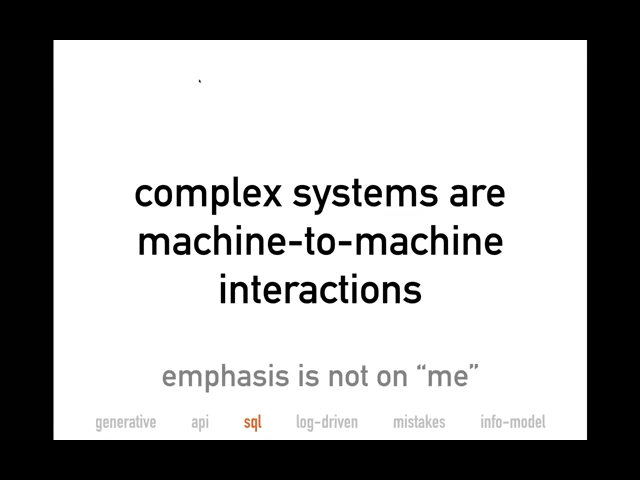 complex systems are
machine-to-machine
interactions
emphasis is not on “me”
generative api sql log-driven mistakes info-model